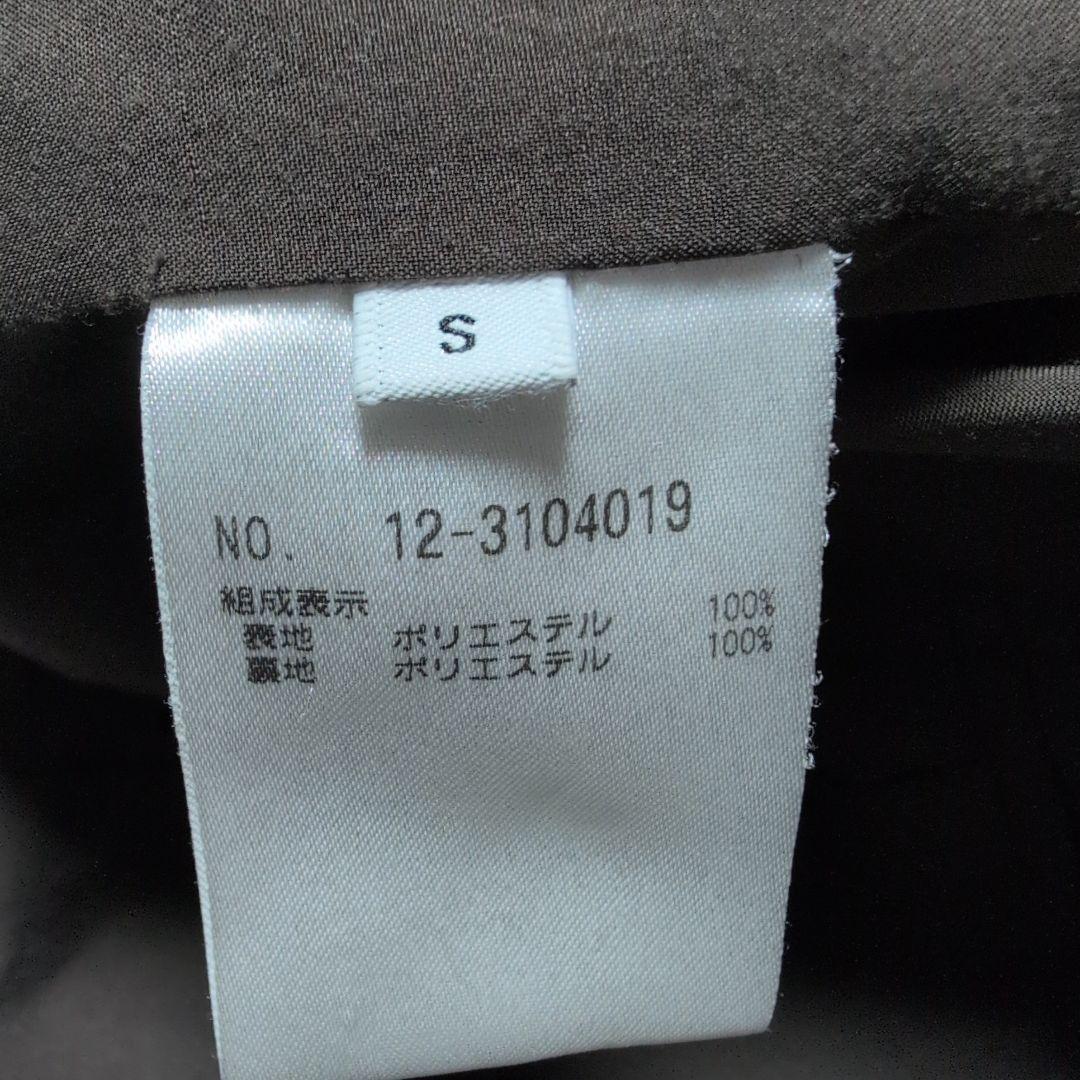 S
NO. 12-3104019
組成表示
表地 ポリエステル 100%
裏地 ポリエステル 100%